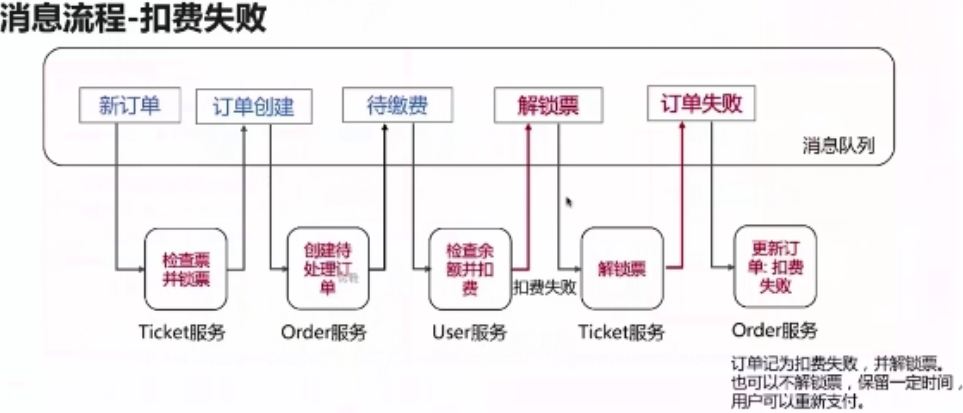 消息流程-扣费失败
新订单
订单创建
待缴费
解锁票
订单失败
消息队列
检查票
并锁票
创建待
处理订
单
检查余
额并扣
费
扣费失败
解锁票
更新订
单: 扣费
失败
Ticket服务
Order服务
User服务
Ticket服务
Order服务
订单记为扣费失败，并解锁票。
也可以不解锁票，保留一定时间，
用户可以重新支付。